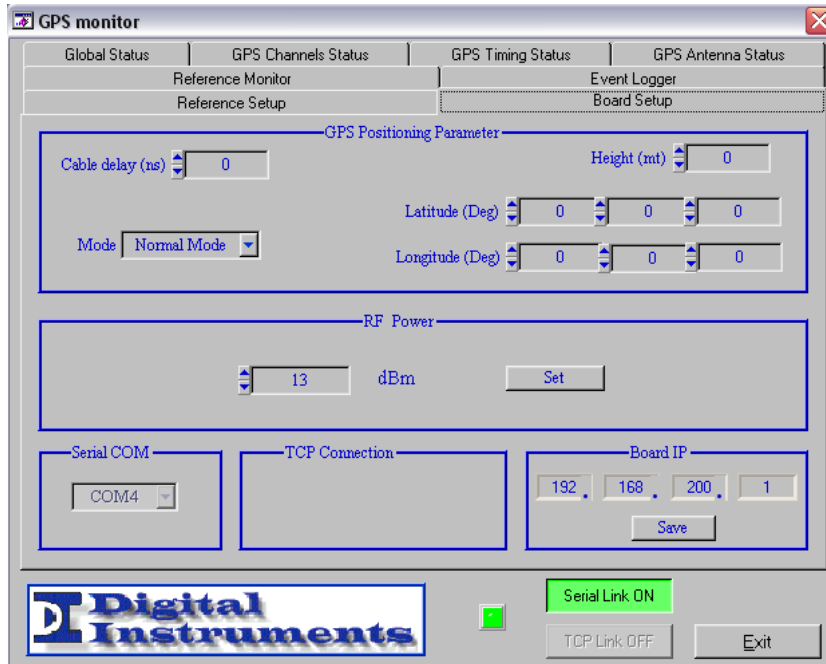 GPS monitor
Global Status GPS Channels Status GPS Timing Status GPS Antenna Status
Reference Monitor Event Logger
Reference Setup Board Setup
GPS Positioning Parameter
Cable delay (ns) 0 Height (mt) 0
Latitude (Deg) 0 0 0
Mode Normal Mode
Longitude (Deg) 0 0 0
RF Power
13 dBm Set
Serial COM TCP Connection Board IP
COM4 192. 168. 200. 1
Save
Digital
Instruments
Serial Link ON
TCP Link OFF Exit